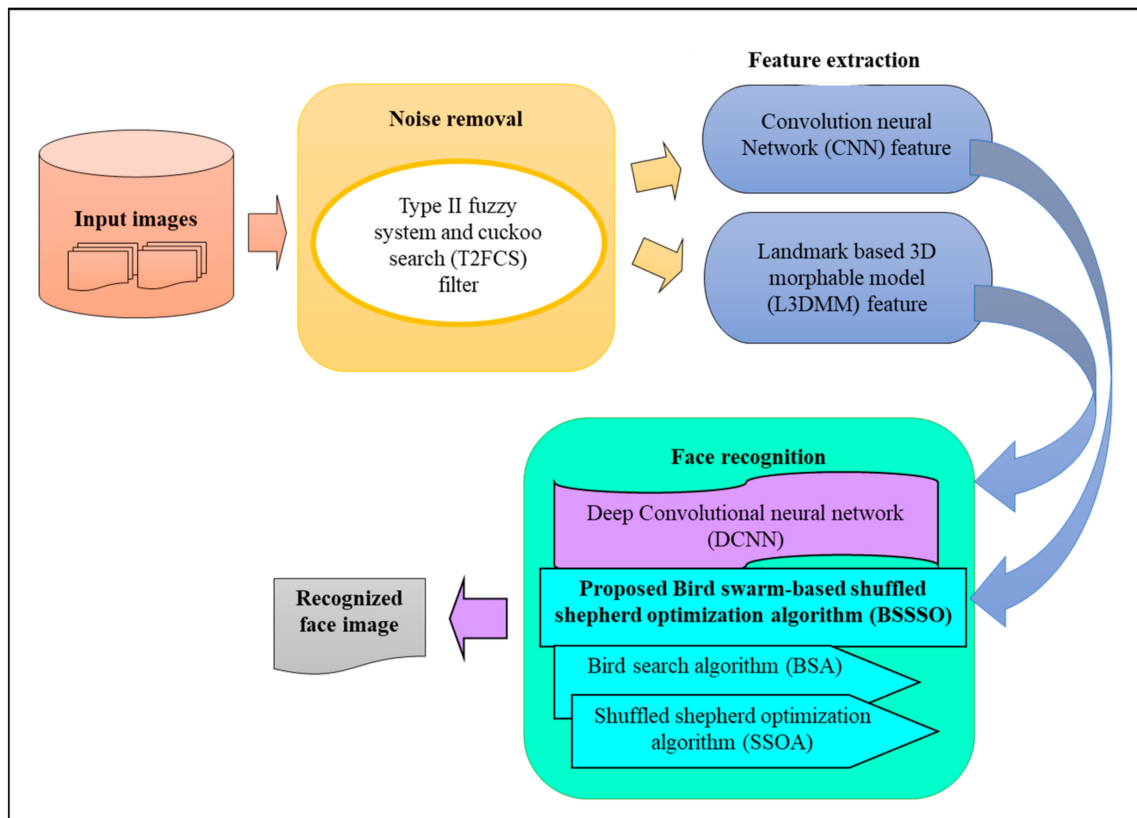 Feature extraction
Noise removal
Convolution neural
Network (CNN) feature
Input images
Type II fuzzy
system and cuckoo
search (T2FCS)
filter
Landmark based 3D
morphable model
(L3DMM) feature
Face recognition
Deep Convolutional neural network
(DCNN)
Proposed Bird swarm-based shuffled
shepherd optimization algorithm (BSSSO)
Recognized
face image
Bird search algorithm (BSA)
Shuffled shepherd optimization
algorithm (SSOA)